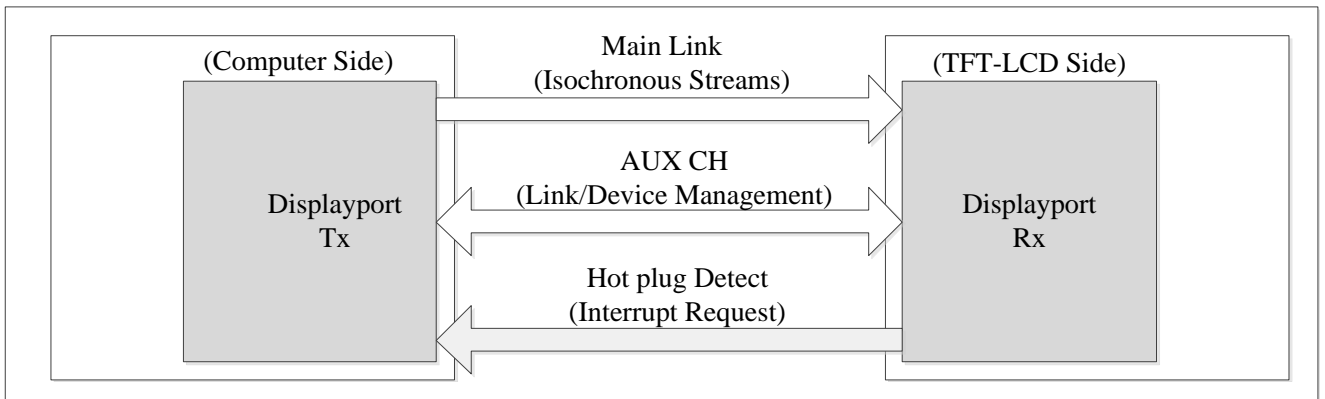 (Computer Side)
Displayport
Tx
Main Link
(Isochronous Streams)
AUX CH
(Link/Device Management)
Hot plug Detect
(Interrupt Request)
(TFT-LCD Side)
Displayport
Rx